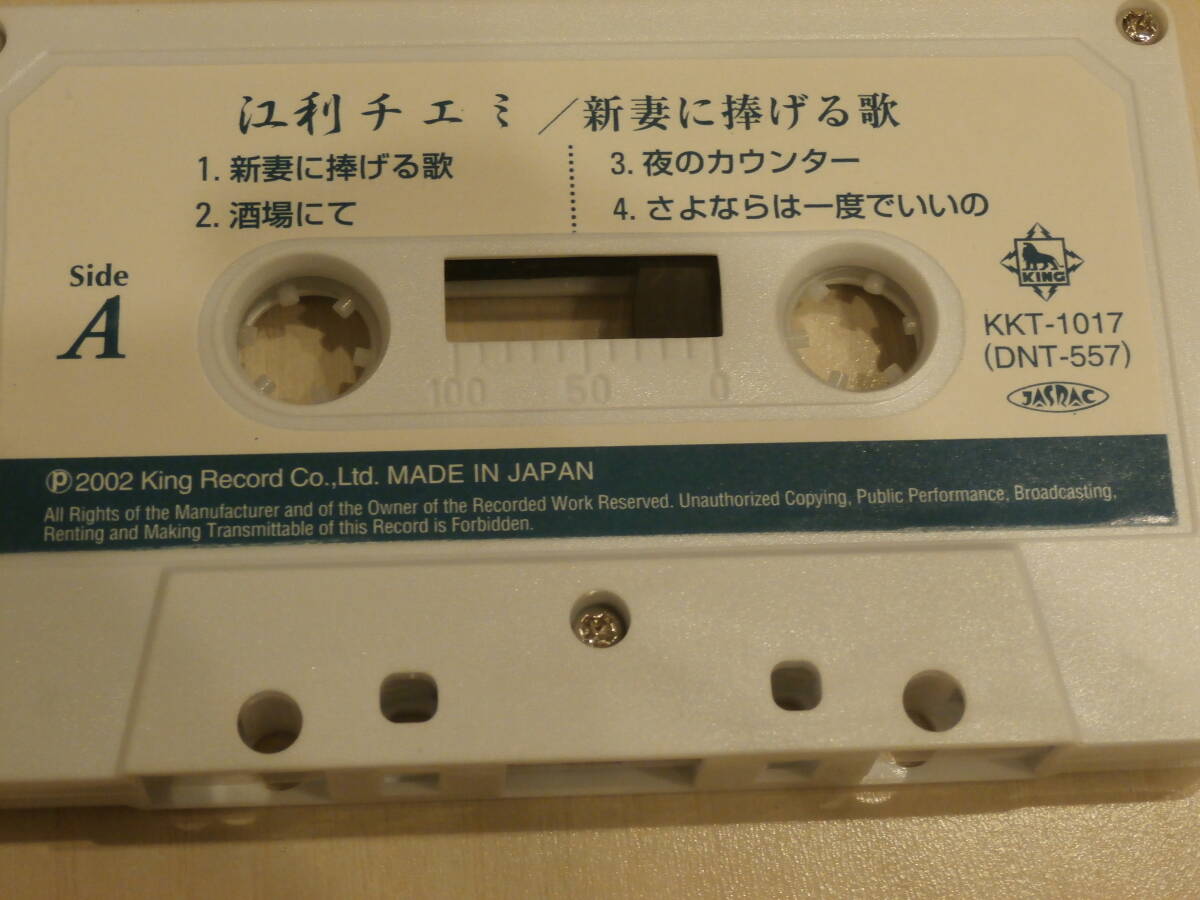 江利チエミ／新妻に捧げる歌
1. 新妻に捧げる歌
2. 酒場にて
3. 夜のカウンター
4. さよならは一度でいいの
Side
A
KING
KKT-1017
(DNT-557)
JASRAC
100 50 0
Ⓟ2002 King Record Co.,Ltd. MADE IN JAPAN
All Rights of the Manufacturer and of the Owner of the Recorded Work Reserved. Unauthorized Copying, Public Performance, Broadcasting,
Renting and Making Transmittable of this Record is Forbidden.